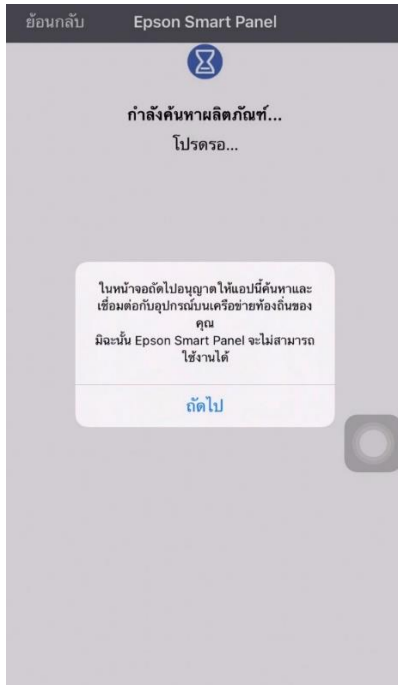 ย้อนกลับ Epson Smart Panel
กำลังค้นหาผลิตภัณฑ์...
โปรดรอ...
ในหน้าจอถัดไปอนุญาตให้แอปนี้ค้นหาและ
เชื่อมต่อกับอุปกรณ์บนเครือข่ายท้องถิ่นของ
คุณ
มิฉะนั้น Epson Smart Panel จะไม่สามารถ
ใช้งานได้
ถัดไป